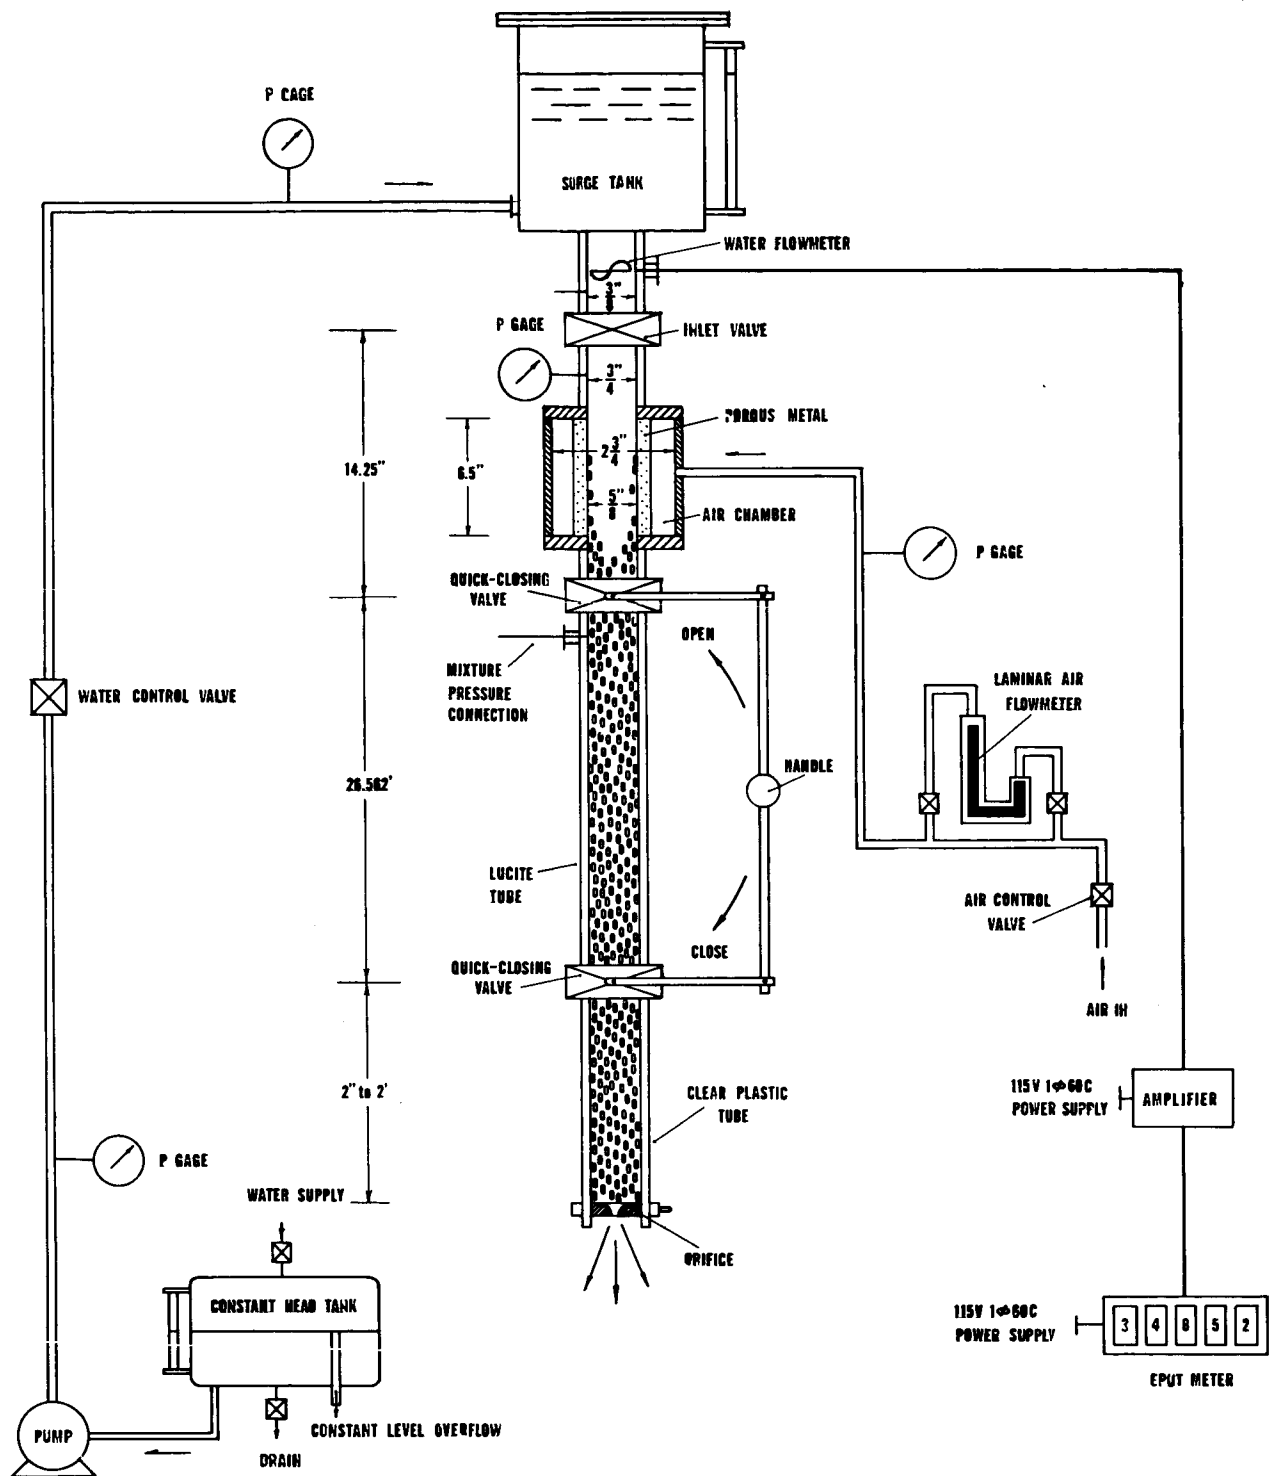 P CAGE
SURGE TANK
WATER FLOWMETER
3"
8
P GAGE
INLET VALVE
3"
4
POROUS METAL
14.25"
6.5"
2 3"
4
5"
8
AIR CHAMBER
P GAGE
QUICK-CLOSING
VALVE
OPEN
MIXTURE
PRESSURE
CONNECTION
WATER CONTROL VALVE
LAMINAR AIR
FLOWMETER
HANDLE
26.562'
LUCITE
TUBE
AIR CONTROL
VALVE
CLOSE
QUICK-CLOSING
VALVE
AIR IN
2" to 2'
CLEAR PLASTIC
TUBE
115V 1φ60C
POWER SUPPLY
AMPLIFIER
P GAGE
WATER SUPPLY
ORIFICE
CONSTANT HEAD TANK
115V 1φ60C
POWER SUPPLY
3 4 8 5 2
EPUT METER
PUMP
CONSTANT LEVEL OVERFLOW
DRAIN